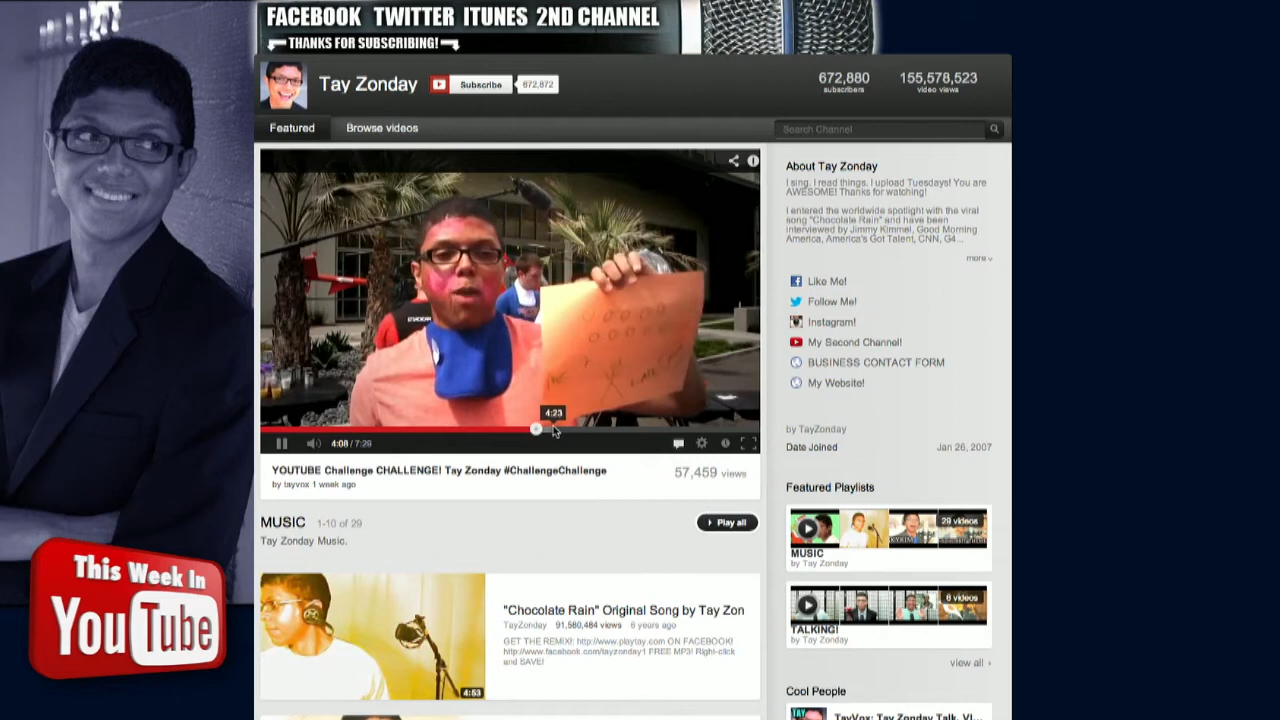 FACEBOOK TWITTER ITUNES 2ND CHANNEL
THANKS FOR SUBSCRIBING!
Tay Zonday
Subscribe
672,872
672,880
subscribers
155,578,523
video views
Featured
Browse videos
Search Channel
4:23
4:08 / 7:29
YOUTUBE Challenge CHALLENGE! Tay Zonday #ChallengeChallenge
by tayvox 1 week ago
57,459 views
MUSIC 1-10 of 29
Play all
Tay Zonday Music.
"Chocolate Rain" Original Song by Tay Zon
TayZonday 91,580,484 views 6 years ago
GET THE REMIX!: http://www.playtay.com ON FACEBOOK!
http://www.facebook.com/tayzonday1 FREE MP3! Right-click
and SAVE!
4:53
About Tay Zonday
I sing. I read things. I upload Tuesdays! You are
AWESOME! Thanks for watching!
I entered the worldwide spotlight with the viral
song "Chocolate Rain" and have been
interviewed by Jimmy Kimmel, Good Morning
America, America's Got Talent, CNN, G4...
more
Like Me!
Follow Me!
Instagram!
My Second Channel!
BUSINESS CONTACT FORM
My Website!
by TayZonday
Date Joined
Jan 26, 2007
Featured Playlists
29 videos
MUSIC
by Tay Zonday
6 videos
TALKING!
by Tay Zonday
view all
Cool People
TAY
TayVox: Tay Zonday Talk, VI...
This Week In
YouTube